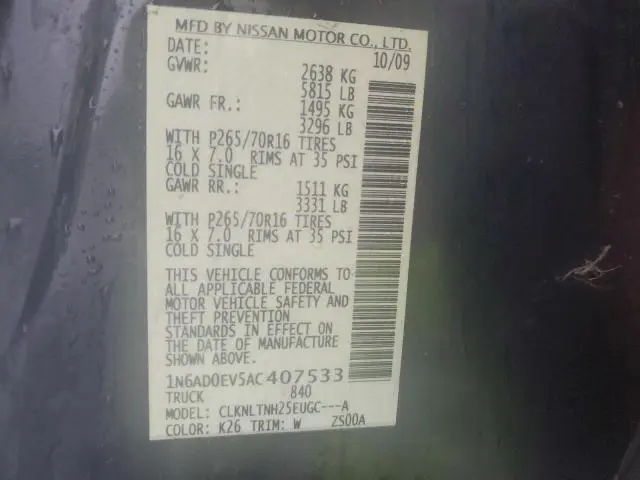 MFD BY NISSAN MOTOR CO., LTD.
DATE: 10/09
GVWR: 2638 KG
5815 LB
GAWR FR.: 1495 KG
3296 LB
WITH P265/70R16 TIRES
16 X 7.0 RIMS AT 35 PSI
COLD SINGLE
GAWR RR.: 1511 KG
3331 LB
WITH P265/70R16 TIRES
16 X 7.0 RIMS AT 35 PSI
COLD SINGLE
THIS VEHICLE CONFORMS TO
ALL APPLICABLE FEDERAL
MOTOR VEHICLE SAFETY AND
THEFT PREVENTION
STANDARDS IN EFFECT ON
THE DATE OF MANUFACTURE
SHOWN ABOVE.
1N6AD0EV5AC407533
TRUCK 840
MODEL: CLKNLTNH25EUGC---A
COLOR: K26 TRIM: W ZS00A